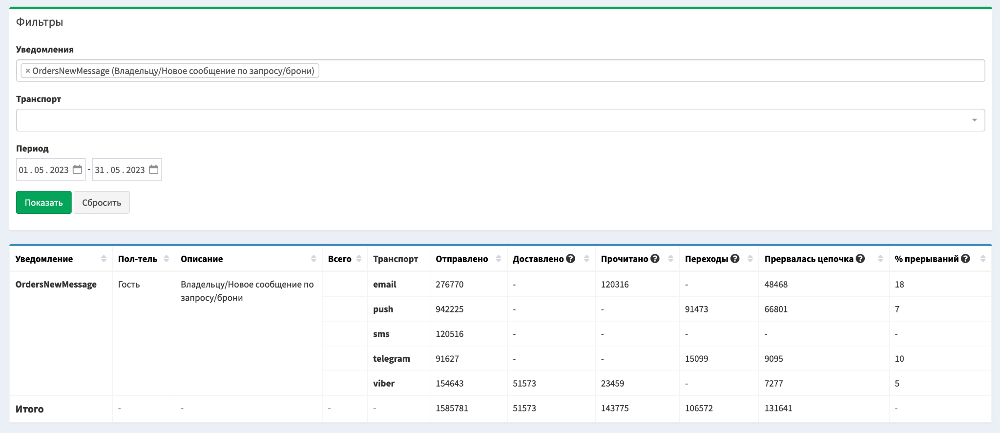 Фильтры
Уведомления
× OrdersNewMessage (Владельцу/Новое сообщение по запросу/брони)
Транспорт
Период
01.05.2023 - 31.05.2023
Показать Сбросить
Уведомление Пол-тель Описание Всего Транспорт Отправлено Доставлено ? Прочитано ? Переходы ? Прервалась цепочка ? % прерываний ?
OrdersNewMessage Гость Владельцу/Новое сообщение по email 276770 - 120316 - 48468 18
запросу/брони
push 942225 - - 91473 66801 7
sms 120516 - - - - -
telegram 91627 - - 15099 9095 10
viber 154643 51573 23459 - 7277 5
Итого - - - - 1585781 51573 143775 106572 131641 -